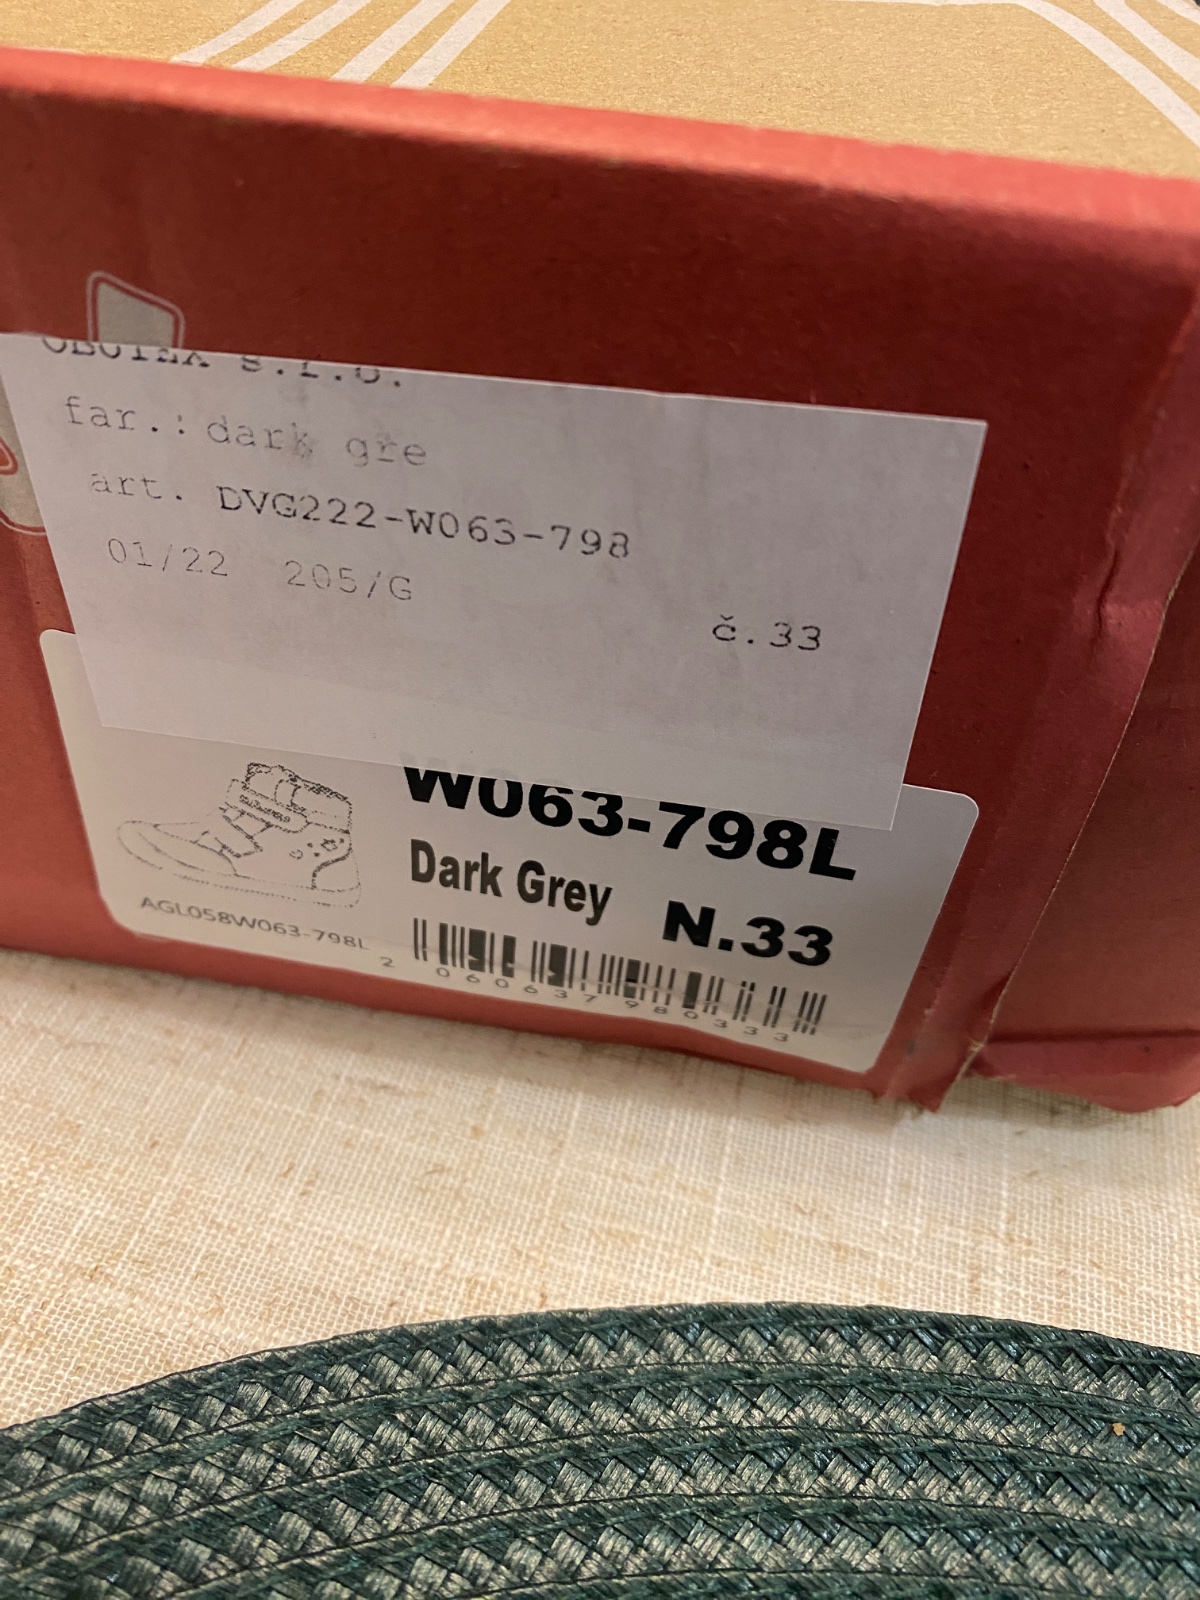 OBUTEX s.r.o.
far.: dark gre
art. DVG222-W063-798
01/22 205/G
č.33
W063-798L
Dark Grey
N.33
AGL058W063-798L
2 060637 980333